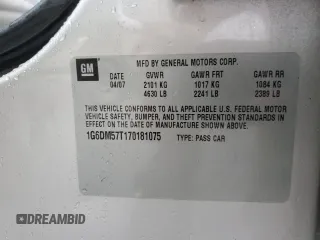 GM
MFD BY GENERAL MOTORS CORP.
DATE GVWR GAWR FRT GAWR RR
04/07 2101 KG 1017 KG 1084 KG
4630 LB 2241 LB 2389 LB
THIS VEHICLE CONFORMS TO ALL APPLICABLE U.S. FEDERAL MOTOR
VEHICLE SAFETY, BUMPER, AND THEFT PREVENTION STANDARDS
IN EFFECT ON THE DATE OF MANUFACTURE SHOWN ABOVE.
1G6DM57T170181075 TYPE: PASS CAR
DREAMBID